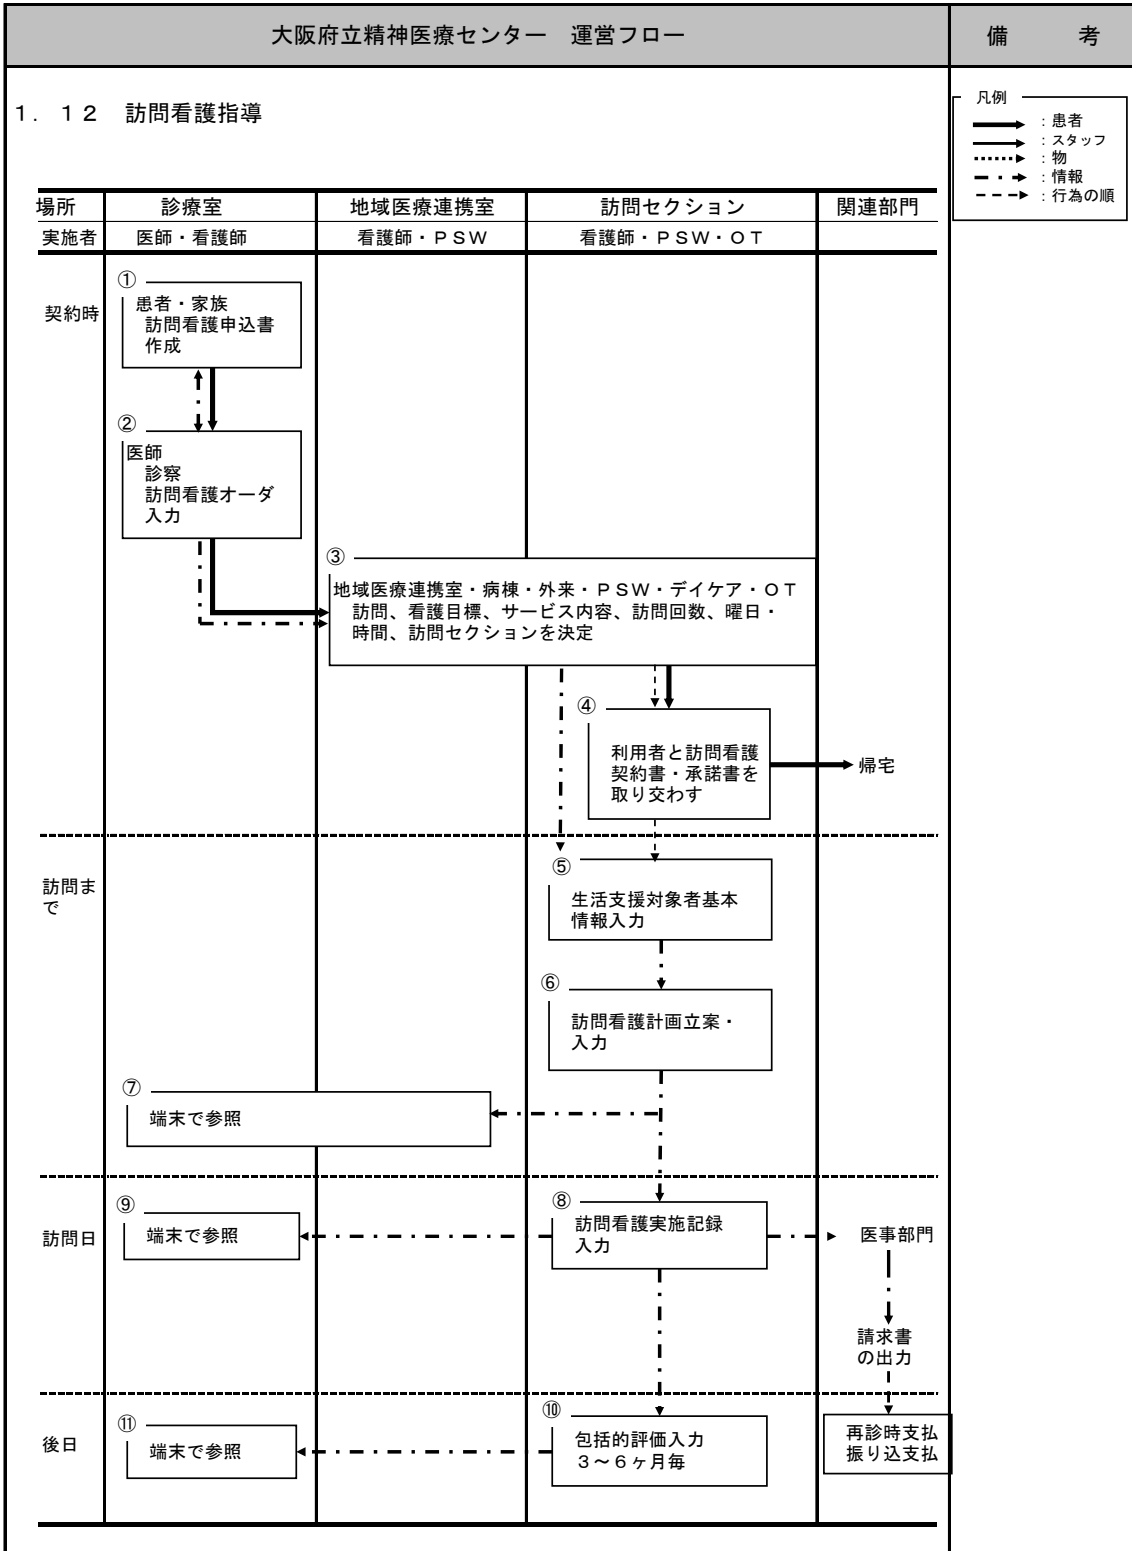 大阪府立精神医療センター　運営フロー
備　　考
１．１２　訪問看護指導
凡例
：患者
：スタッフ
：物
：情報
：行為の順
場所　診療室　地域医療連携室　訪問セクション　関連部門
実施者　医師・看護師　看護師・ＰＳＷ　看護師・ＰＳＷ・ＯＴ
契約時
①
患者・家族
訪問看護申込書
作成
②
医師
診察
訪問看護オーダ
入力
③
地域医療連携室・病棟・外来・ＰＳＷ・デイケア・ＯＴ
訪問、看護目標、サービス内容、訪問回数、曜日・
時間、訪問セクションを決定
④
利用者と訪問看護
契約書・承諾書を
取り交わす
帰宅
訪問ま
で
⑤
生活支援対象者基本
情報入力
⑥
訪問看護計画立案・
入力
⑦
端末で参照
訪問日
⑧
訪問看護実施記録
入力
⑨
端末で参照
医事部門
請求書
の出力
後日
⑩
包括的評価入力
３～６ヶ月毎
⑪
端末で参照
再診時支払
振り込支払